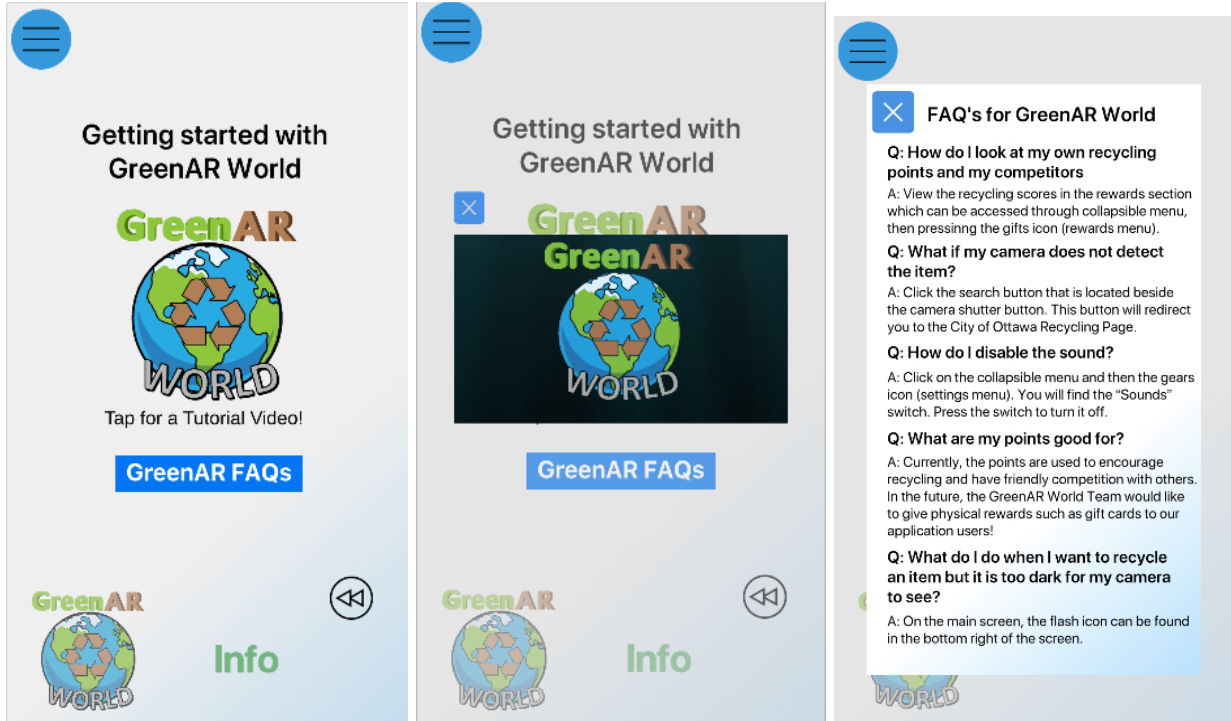 Getting started with
GreenAR World
GreenAR
WORLD
Tap for a Tutorial Video!
GreenAR FAQs
GreenAR
WORLD
Info
Getting started with
GreenAR World
GreenAR
GreenAR
WORLD
GreenAR FAQs
GreenAR
WORLD
Info
FAQ's for GreenAR World
Q: How do I look at my own recycling
points and my competitors
A: View the recycling scores in the rewards section
which can be accessed through collapsible menu,
then pressinng the gifts icon (rewards menu).
Q: What if my camera does not detect
the item?
A: Click the search button that is located beside
the camera shutter button. This button will redirect
you to the City of Ottawa Recycling Page.
Q: How do I disable the sound?
A: Click on the collapsible menu and then the gears
icon (settings menu). You will find the “Sounds”
switch. Press the switch to turn it off.
Q: What are my points good for?
A: Currently, the points are used to encourage
recycling and have friendly competition with others.
In the future, the GreenAR World Team would like
to give physical rewards such as gift cards to our
application users!
Q: What do I do when I want to recycle
an item but it is too dark for my camera
to see?
A: On the main screen, the flash icon can be found
in the bottom right of the screen.
WORLD